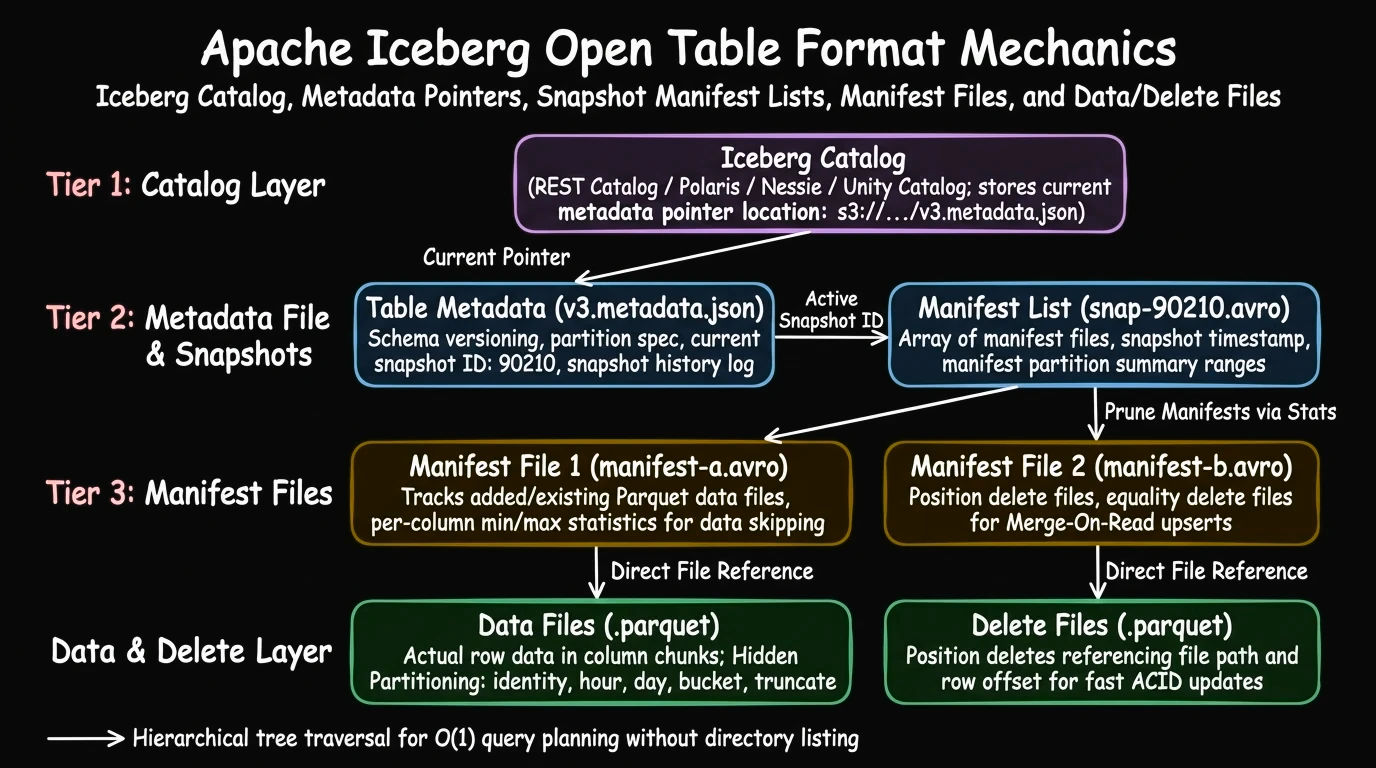 Apache Iceberg Open Table Format Mechanics
Iceberg Catalog, Metadata Pointers, Snapshot Manifest Lists, Manifest Files, and Data/Delete Files
Tier 1: Catalog Layer
Iceberg Catalog
(REST Catalog / Polaris / Nessie / Unity Catalog; stores current
metadata pointer location: s3://.../v3.metadata.json)
Current Pointer
Tier 2: Metadata File
& Snapshots
Table Metadata (v3.metadata.json)
Schema versioning, partition spec, current
snapshot ID: 90210, snapshot history log
Active
Snapshot ID
Manifest List (snap-90210.avro)
Array of manifest files, snapshot timestamp,
manifest partition summary ranges
Prune Manifests via Stats
Tier 3: Manifest Files
Manifest File 1 (manifest-a.avro)
Tracks added/existing Parquet data files,
per-column min/max statistics for data skipping
Manifest File 2 (manifest-b.avro)
Position delete files, equality delete files
for Merge-On-Read upserts
Direct File Reference
Direct File Reference
Data & Delete Layer
Data Files (.parquet)
Actual row data in column chunks; Hidden
Partitioning: identity, hour, day, bucket, truncate
Delete Files (.parquet)
Position deletes referencing file path and
row offset for fast ACID updates
Hierarchical tree traversal for O(1) query planning without directory listing